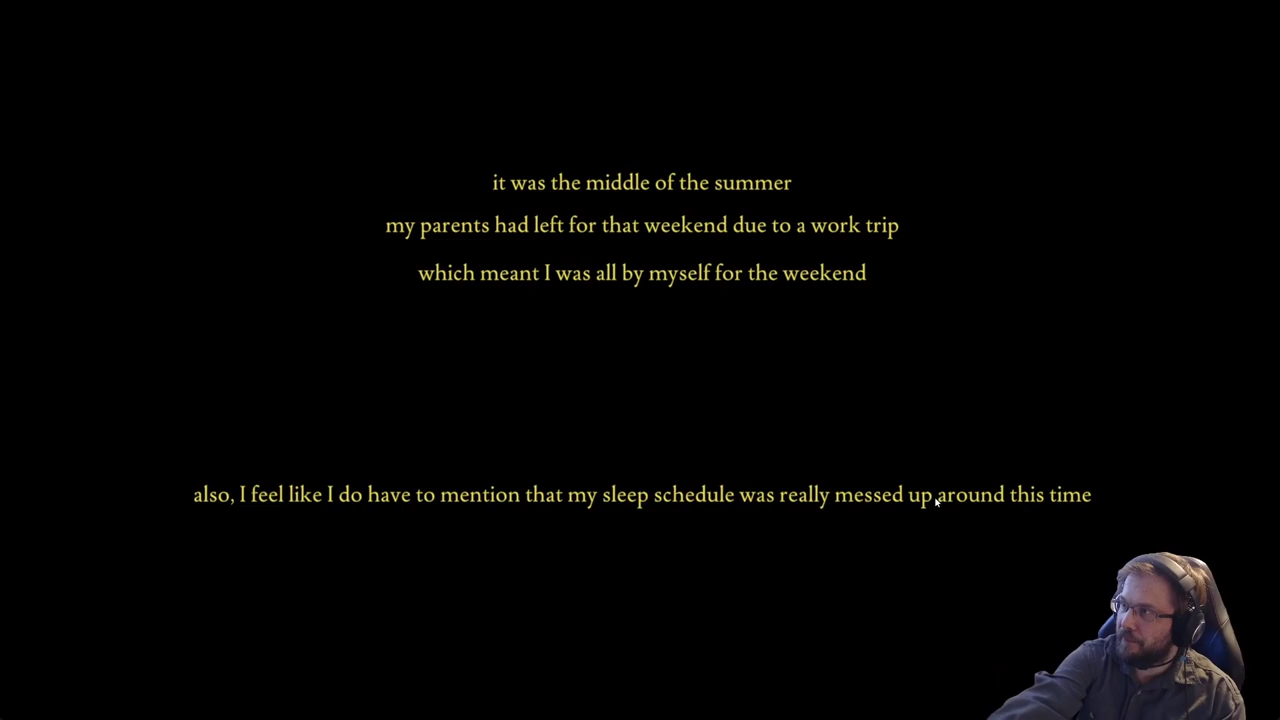 it was the middle of the summer
my parents had left for that weekend due to a work trip
which meant I was all by myself for the weekend
also, I feel like I do have to mention that my sleep schedule was really messed up around this time